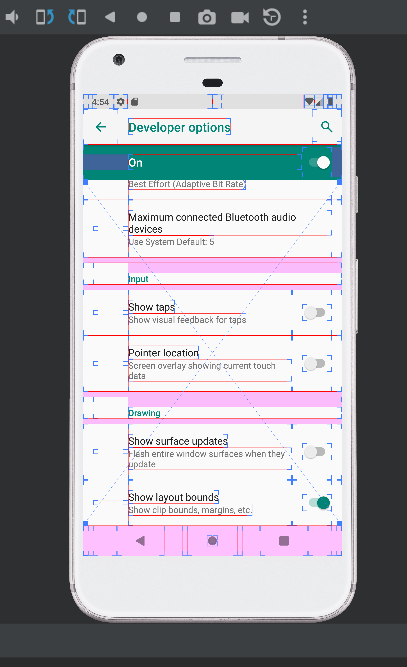 4:54
Developer options
On
Best Effort (Adaptive Bit Rate)
Maximum connected Bluetooth audio
devices
Use System Default: 5
Input
Show taps
Show visual feedback for taps
Pointer location
Screen overlay showing current touch
data
Drawing
Show surface updates
Flash entire window surfaces when they
update
Show layout bounds
Show clip bounds, margins, etc.